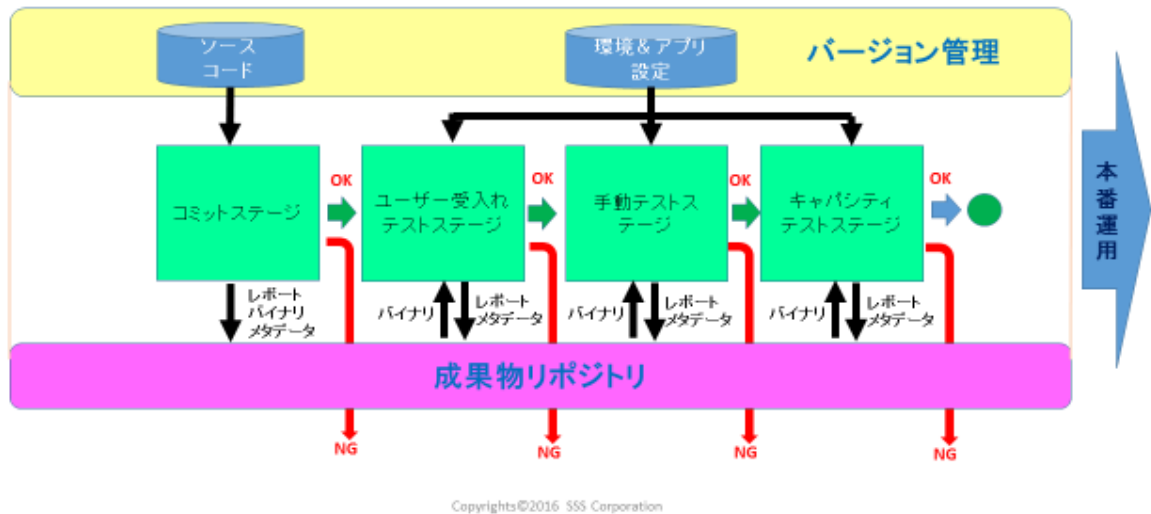 ソース
コード
環境&アプリ
設定
バージョン管理
コミットステージ
OK
ユーザー受入れ
テストステージ
OK
手動テストス
テージ
OK
キャパシティ
テストステージ
OK
本番運用
レポート
バイナリ
メタデータ
バイナリ
レポート
メタデータ
バイナリ
レポート
メタデータ
バイナリ
レポート
メタデータ
成果物リポジトリ
NG
NG
NG
NG
Copyrights©2016 SSS Corporation